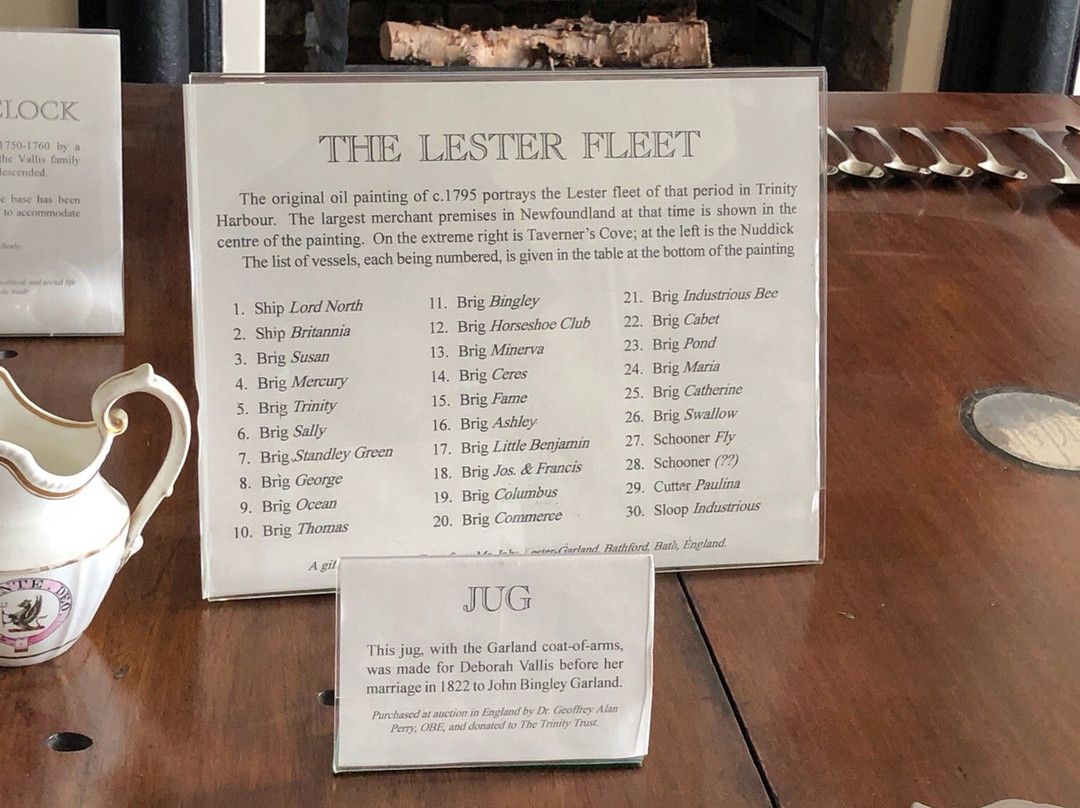 CLOCK
1750-1760 by a
the Vallis family
descended.
base has been
to accommodate
political and social life
THE LESTER FLEET
The original oil painting of c.1795 portrays the Lester fleet of that period in Trinity
Harbour. The largest merchant premises in Newfoundland at that time is shown in the
centre of the painting. On the extreme right is Taverner's Cove; at the left is the Nuddick
The list of vessels, each being numbered, is given in the table at the bottom of the painting
1. Ship Lord North
2. Ship Britannia
3. Brig Susan
4. Brig Mercury
5. Brig Trinity
6. Brig Sally
7. Brig Standley Green
8. Brig George
9. Brig Ocean
10. Brig Thomas
11. Brig Bingley
12. Brig Horseshoe Club
13. Brig Minerva
14. Brig Ceres
15. Brig Fame
16. Brig Ashley
17. Brig Little Benjamin
18. Brig Jos. & Francis
19. Brig Columbus
20. Brig Commerce
21. Brig Industrious Bee
22. Brig Cabet
23. Brig Pond
24. Brig Maria
25. Brig Catherine
26. Brig Swallow
27. Schooner Fly
28. Schooner (??)
29. Cutter Paulina
30. Sloop Industrious
A gif Lester-Garland, Bathford, Bath, England.
JUG
This jug, with the Garland coat-of-arms,
was made for Deborah Vallis before her
marriage in 1822 to John Bingley Garland.
Purchased at auction in England by Dr. Geoffrey Alan
Perry, OBE, and donated to The Trinity Trust.
NTE DEO